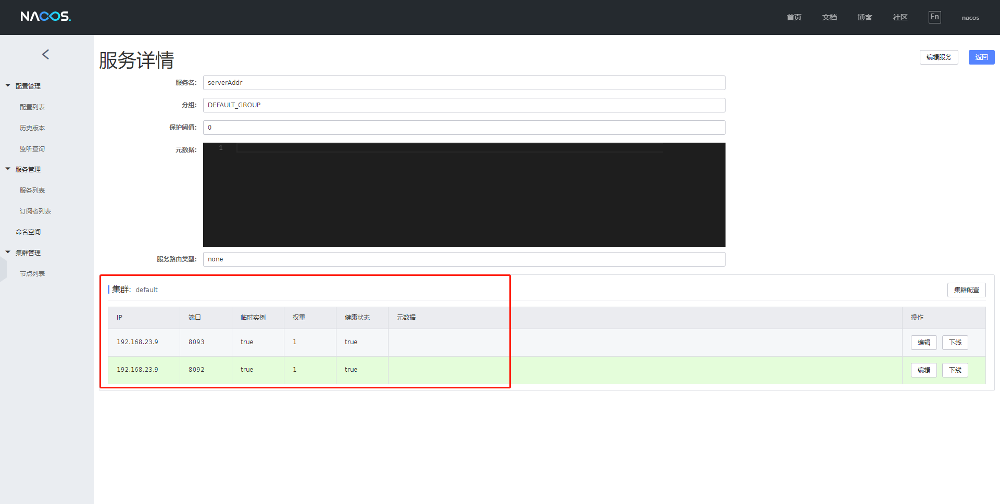 NACOS.
首页 文档 博客 社区 En nacos
配置管理
配置列表
历史版本
监听查询
服务管理
服务列表
订阅者列表
命名空间
集群管理
节点列表
服务详情
编辑服务 返回
服务名: serverAddr
分组: DEFAULT_GROUP
保护阈值: 0
元数据: 1
服务路由类型: none
集群: default 集群配置
IP 端口 临时实例 权重 健康状态 元数据 操作
192.168.23.9 8093 true 1 true 编辑 下线
192.168.23.9 8092 true 1 true 编辑 下线